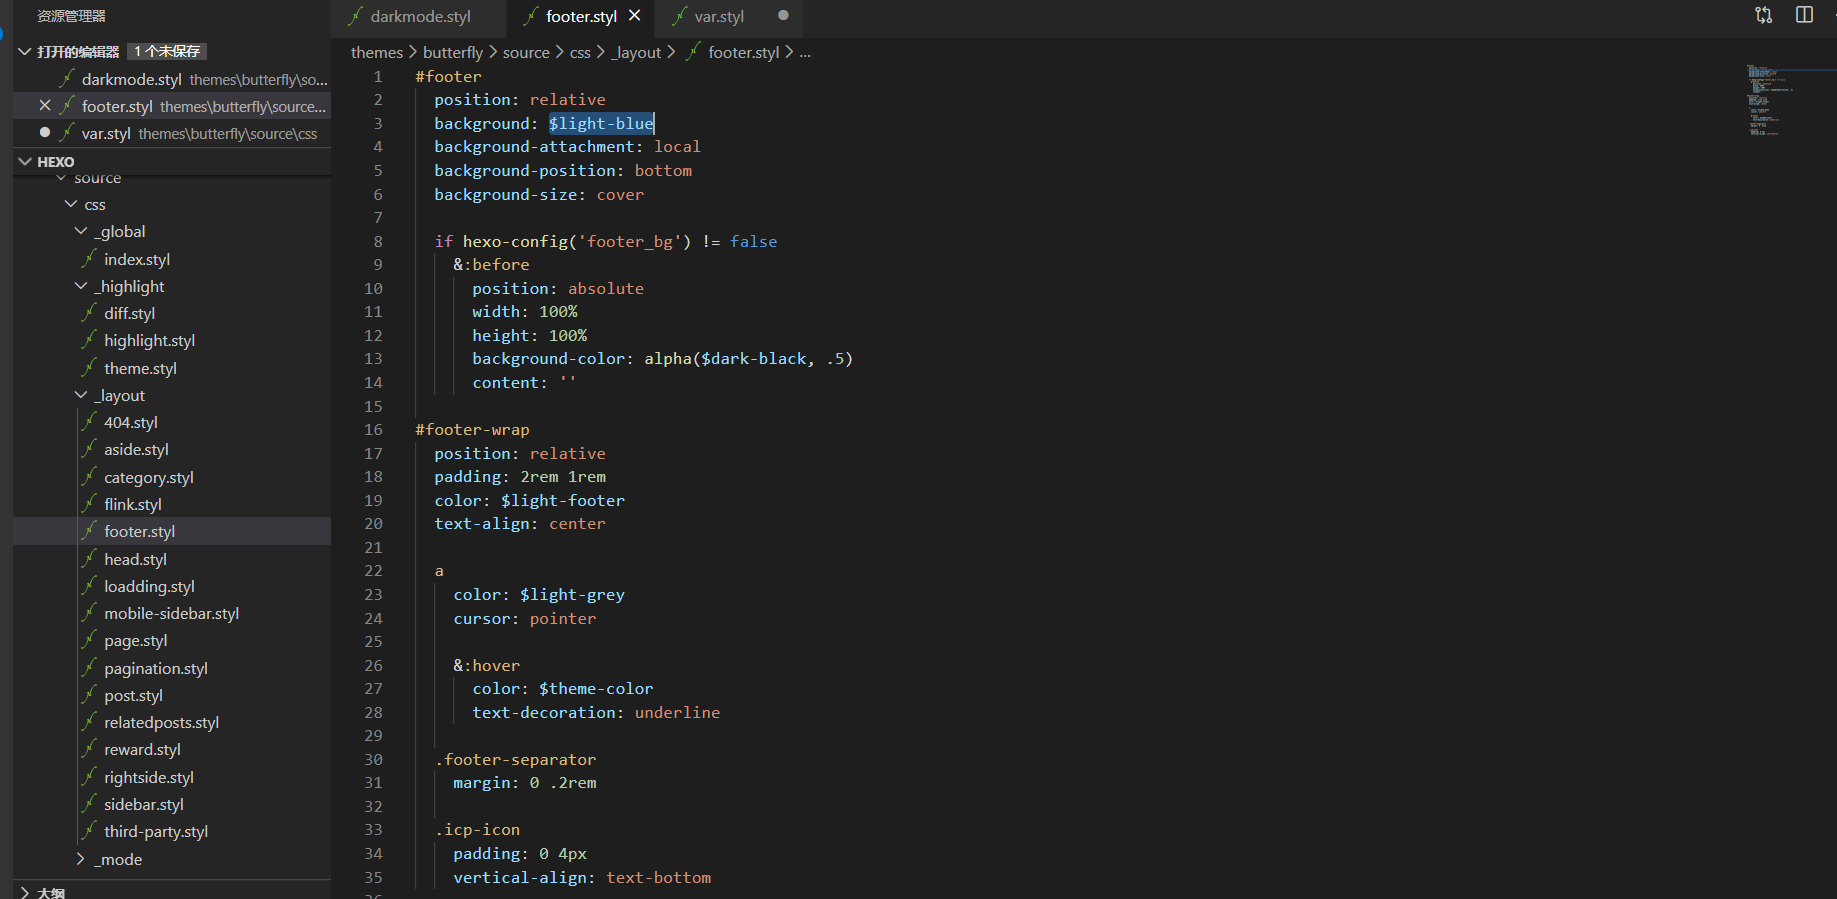 资源管理器
打开的编辑器 1 个未保存
darkmode.styl themes\butterfly\so...
footer.styl themes\butterfly\source...
var.styl themes\butterfly\source\css
HEXO
source
css
_global
index.styl
_highlight
diff.styl
highlight.styl
theme.styl
_layout
404.styl
aside.styl
category.styl
flink.styl
footer.styl
head.styl
loadding.styl
mobile-sidebar.styl
page.styl
pagination.styl
post.styl
relatedposts.styl
reward.styl
rightside.styl
sidebar.styl
third-party.styl
_mode
大纲
darkmode.styl footer.styl var.styl
themes > butterfly > source > css > _layout > footer.styl > ...
1 #footer
2 position: relative
3 background: $light-blue
4 background-attachment: local
5 background-position: bottom
6 background-size: cover
7
8 if hexo-config('footer_bg') != false
9 &:before
10 position: absolute
11 width: 100%
12 height: 100%
13 background-color: alpha($dark-black, .5)
14 content: ''
15
16 #footer-wrap
17 position: relative
18 padding: 2rem 1rem
19 color: $light-footer
20 text-align: center
21
22 a
23 color: $light-grey
24 cursor: pointer
25
26 &:hover
27 color: $theme-color
28 text-decoration: underline
29
30 .footer-separator
31 margin: 0 .2rem
32
33 .icp-icon
34 padding: 0 4px
35 vertical-align: text-bottom